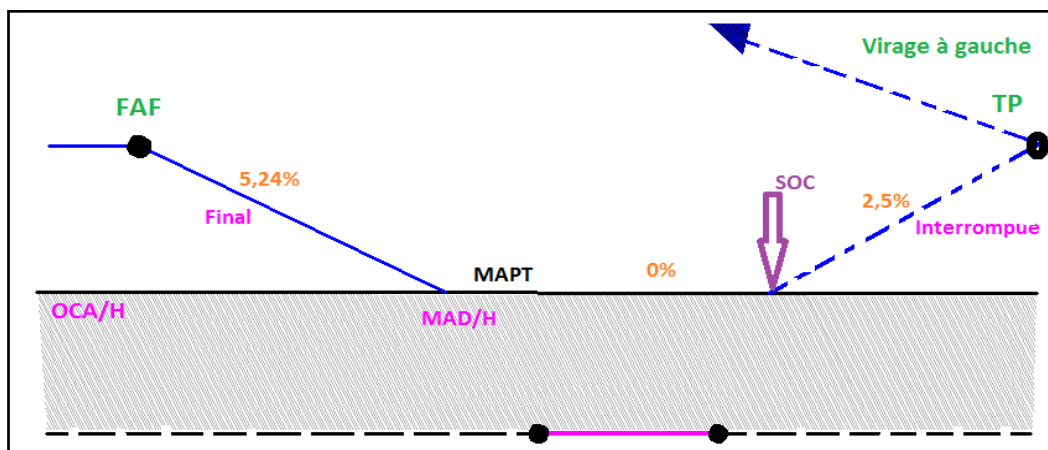 Virage à gauche
FAF
TP
5,24%
SOC
2,5%
Final
Interrompue
MAPT
0%
OCA/H
MAD/H